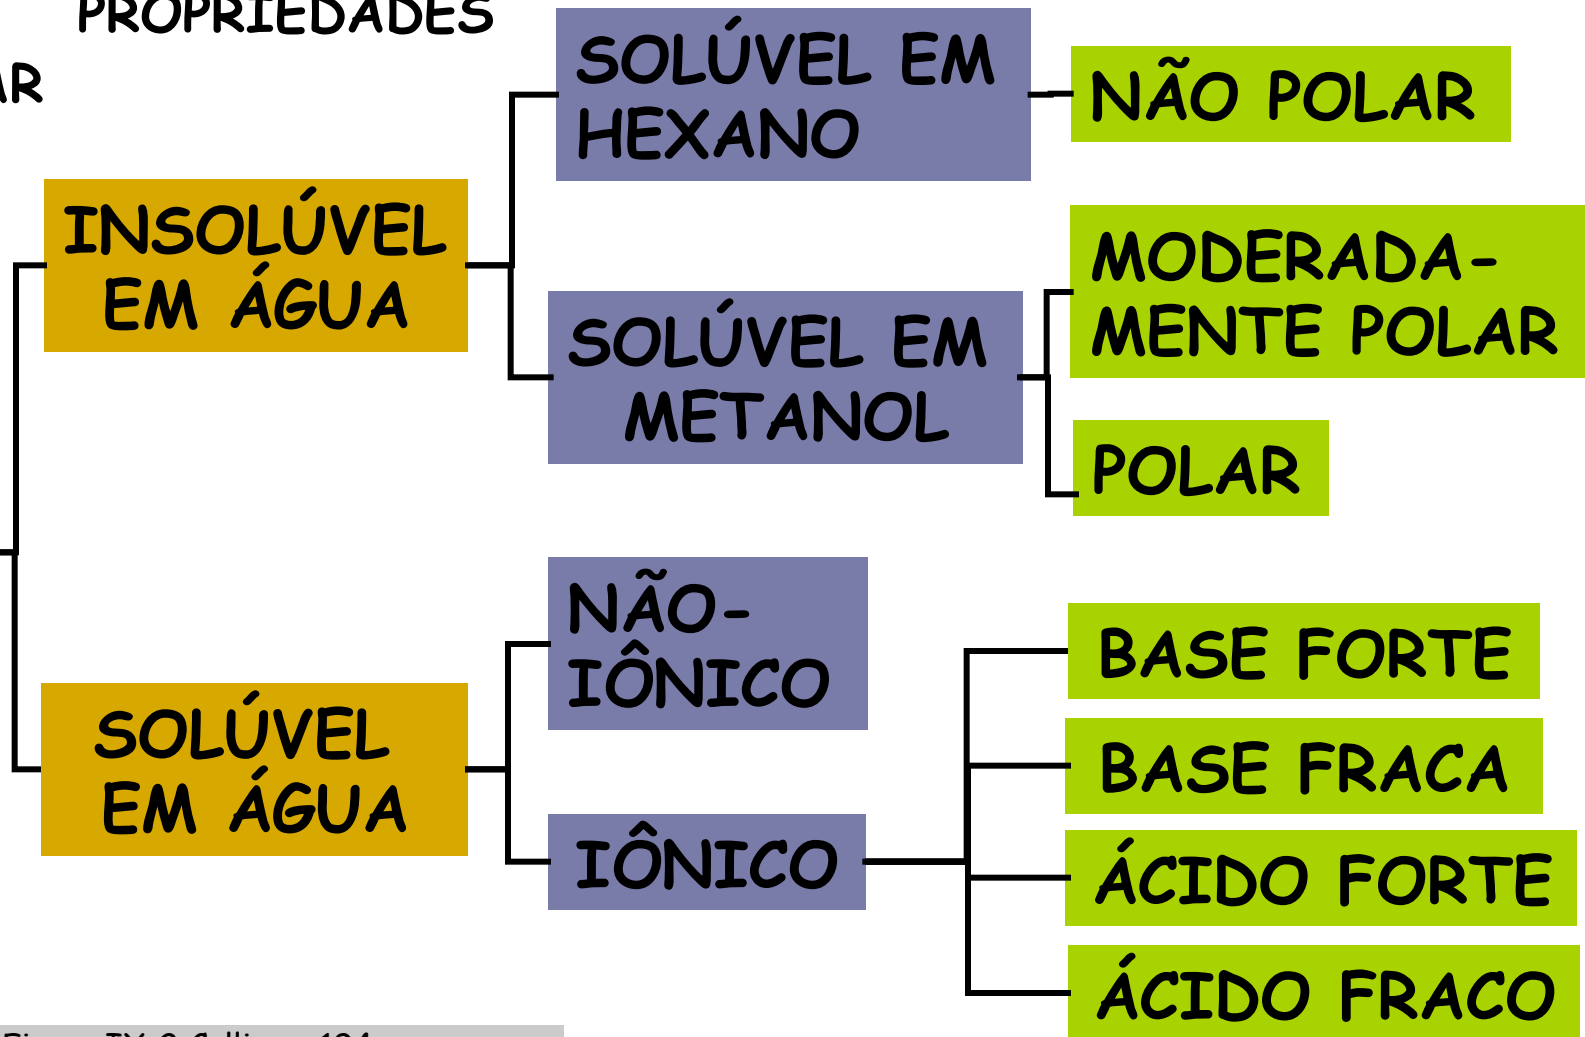 PROPRIEDADES
SOLÚVEL EM
HEXANO
NÃO POLAR
INSOLÚVEL
EM ÁGUA
SOLÚVEL EM
METANOL
MODERADA-
MENTE POLAR
POLAR
SOLÚVEL
EM ÁGUA
NÃO-
IÔNICO
IÔNICO
BASE FORTE
BASE FRACA
ÁCIDO FORTE
ÁCIDO FRACO